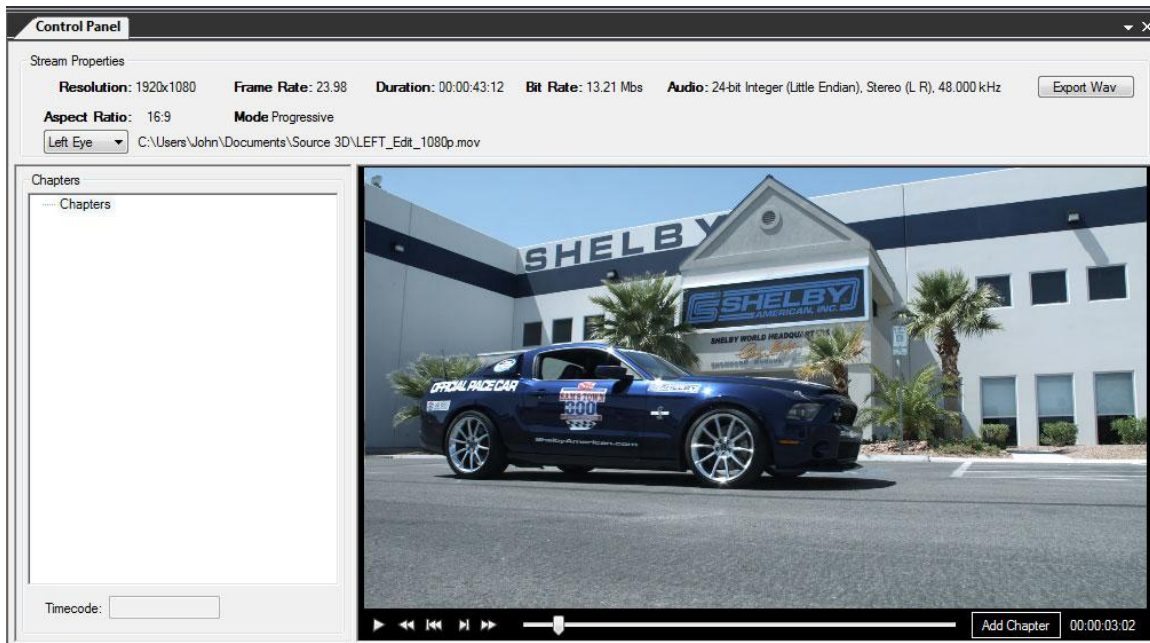 Control Panel
Stream Properties
Resolution: 1920x1080 Frame Rate: 23.98 Duration: 00:00:43:12 Bit Rate: 13.21 Mbs Audio: 24-bit Integer (Little Endian), Stereo (L R), 48.000 kHz Export Wav
Aspect Ratio: 16:9 Mode Progressive
Left Eye C:\Users\John\Documents\Source 3D\LEFT_Edit_1080p.mov
Chapters
Chapters
SHELBY
SHELBY
AMERICAN, INC.
SHELBY WORLD HEADQUARTERS
OFFICIAL RACE CAR
SAM'S TOWN
300
SHELBY
ShelbyAmerican.com
Timecode:
Add Chapter 00:00:03:02